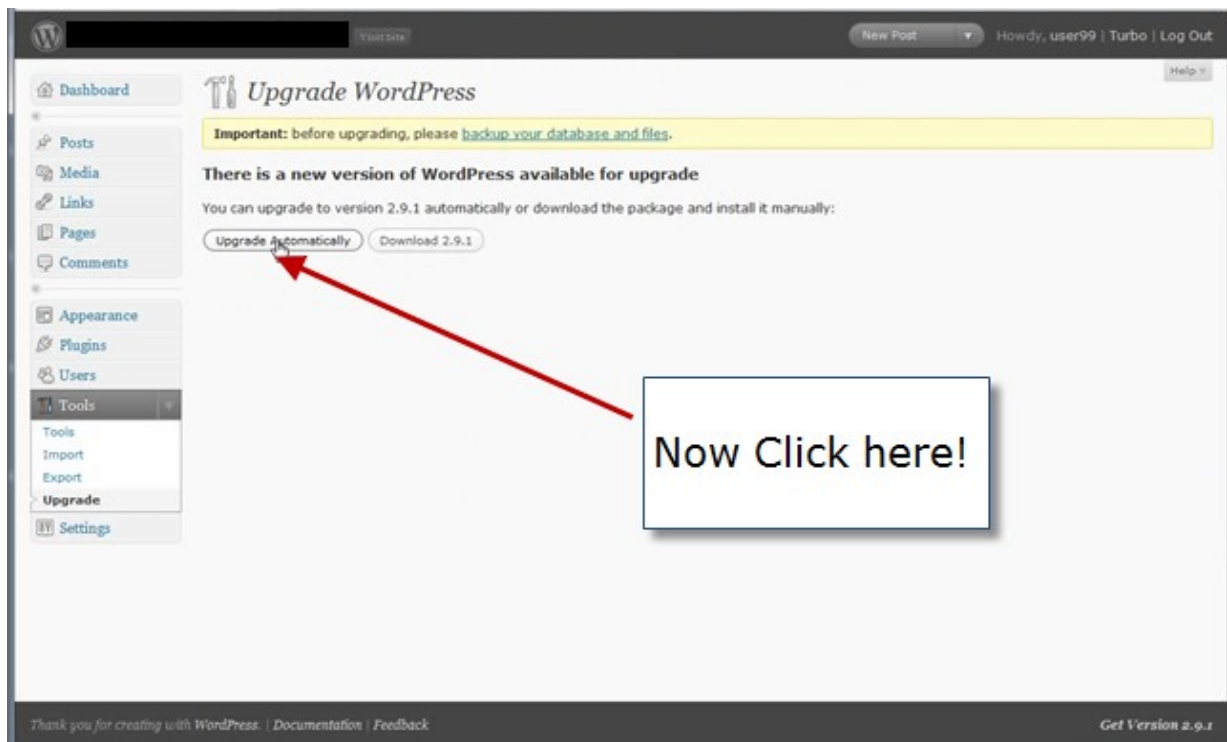 Visit Site
New Post
Howdy, user99 | Turbo | Log Out
Help
Dashboard
Upgrade WordPress
Important: before upgrading, please backup your database and files.
Posts
Media
There is a new version of WordPress available for upgrade
Links
You can upgrade to version 2.9.1 automatically or download the package and install it manually:
Pages
Upgrade Automatically
Download 2.9.1
Comments
Appearance
Plugins
Users
Tools
Tools
Import
Export
Upgrade
Settings
Now Click here!
Thank you for creating with WordPress. | Documentation | Feedback
Get Version 2.9.1